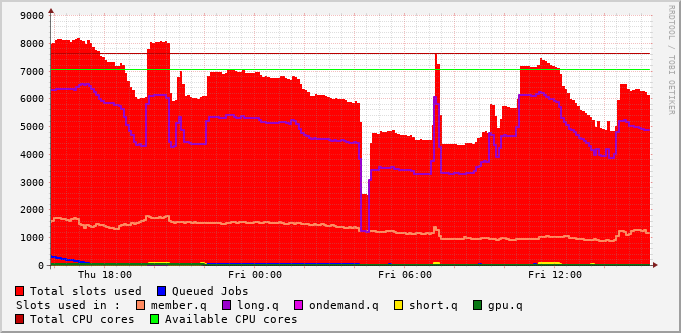 9000
8000
7000
6000
5000
4000
3000
2000
1000
0
Thu 18:00 Fri 00:00 Fri 06:00 Fri 12:00
RRDTOOL / TOBI OETIKER
Total slots used Queued Jobs
Slots used in : member.q long.q ondemand.q short.q gpu.q
Total CPU cores Available CPU cores